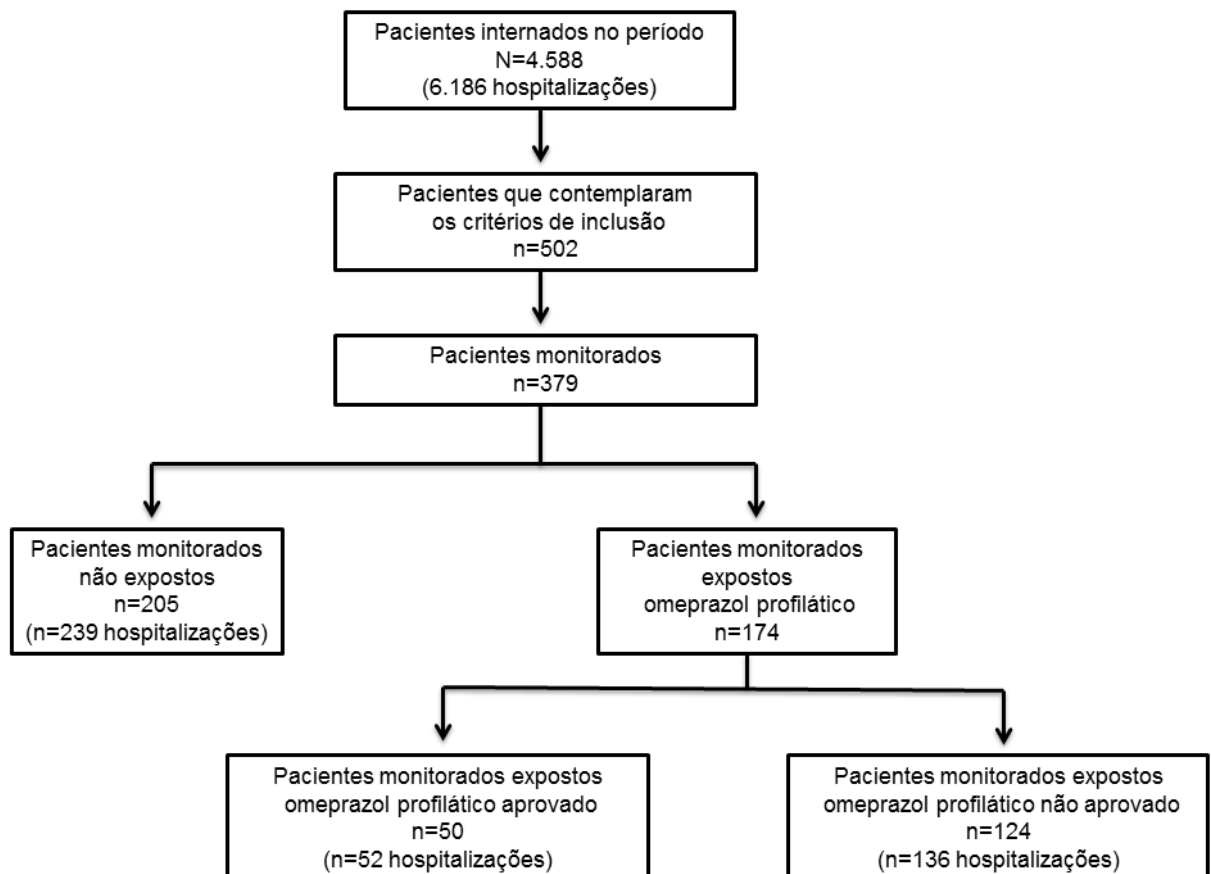 Pacientes internados no período
N=4.588
(6.186 hospitalizações)
Pacientes que contemplaram
os critérios de inclusão
n=502
Pacientes monitorados
n=379
Pacientes monitorados
não expostos
n=205
(n=239 hospitalizações)
Pacientes monitorados
expostos
omeprazol profilático
n=174
Pacientes monitorados expostos
omeprazol profilático aprovado
n=50
(n=52 hospitalizações)
Pacientes monitorados expostos
omeprazol profilático não aprovado
n=124
(n=136 hospitalizações)